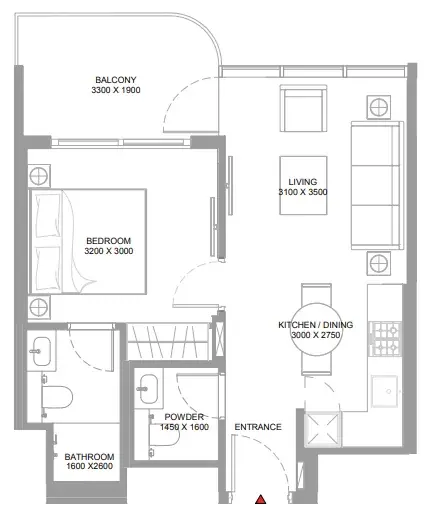 BALCONY
3300 X 1900
LIVING
3100 X 3500
BEDROOM
3200 X 3000
KITCHEN / DINING
3000 X 2750
POWDER
1450 X 1600
ENTRANCE
BATHROOM
1600 X2600